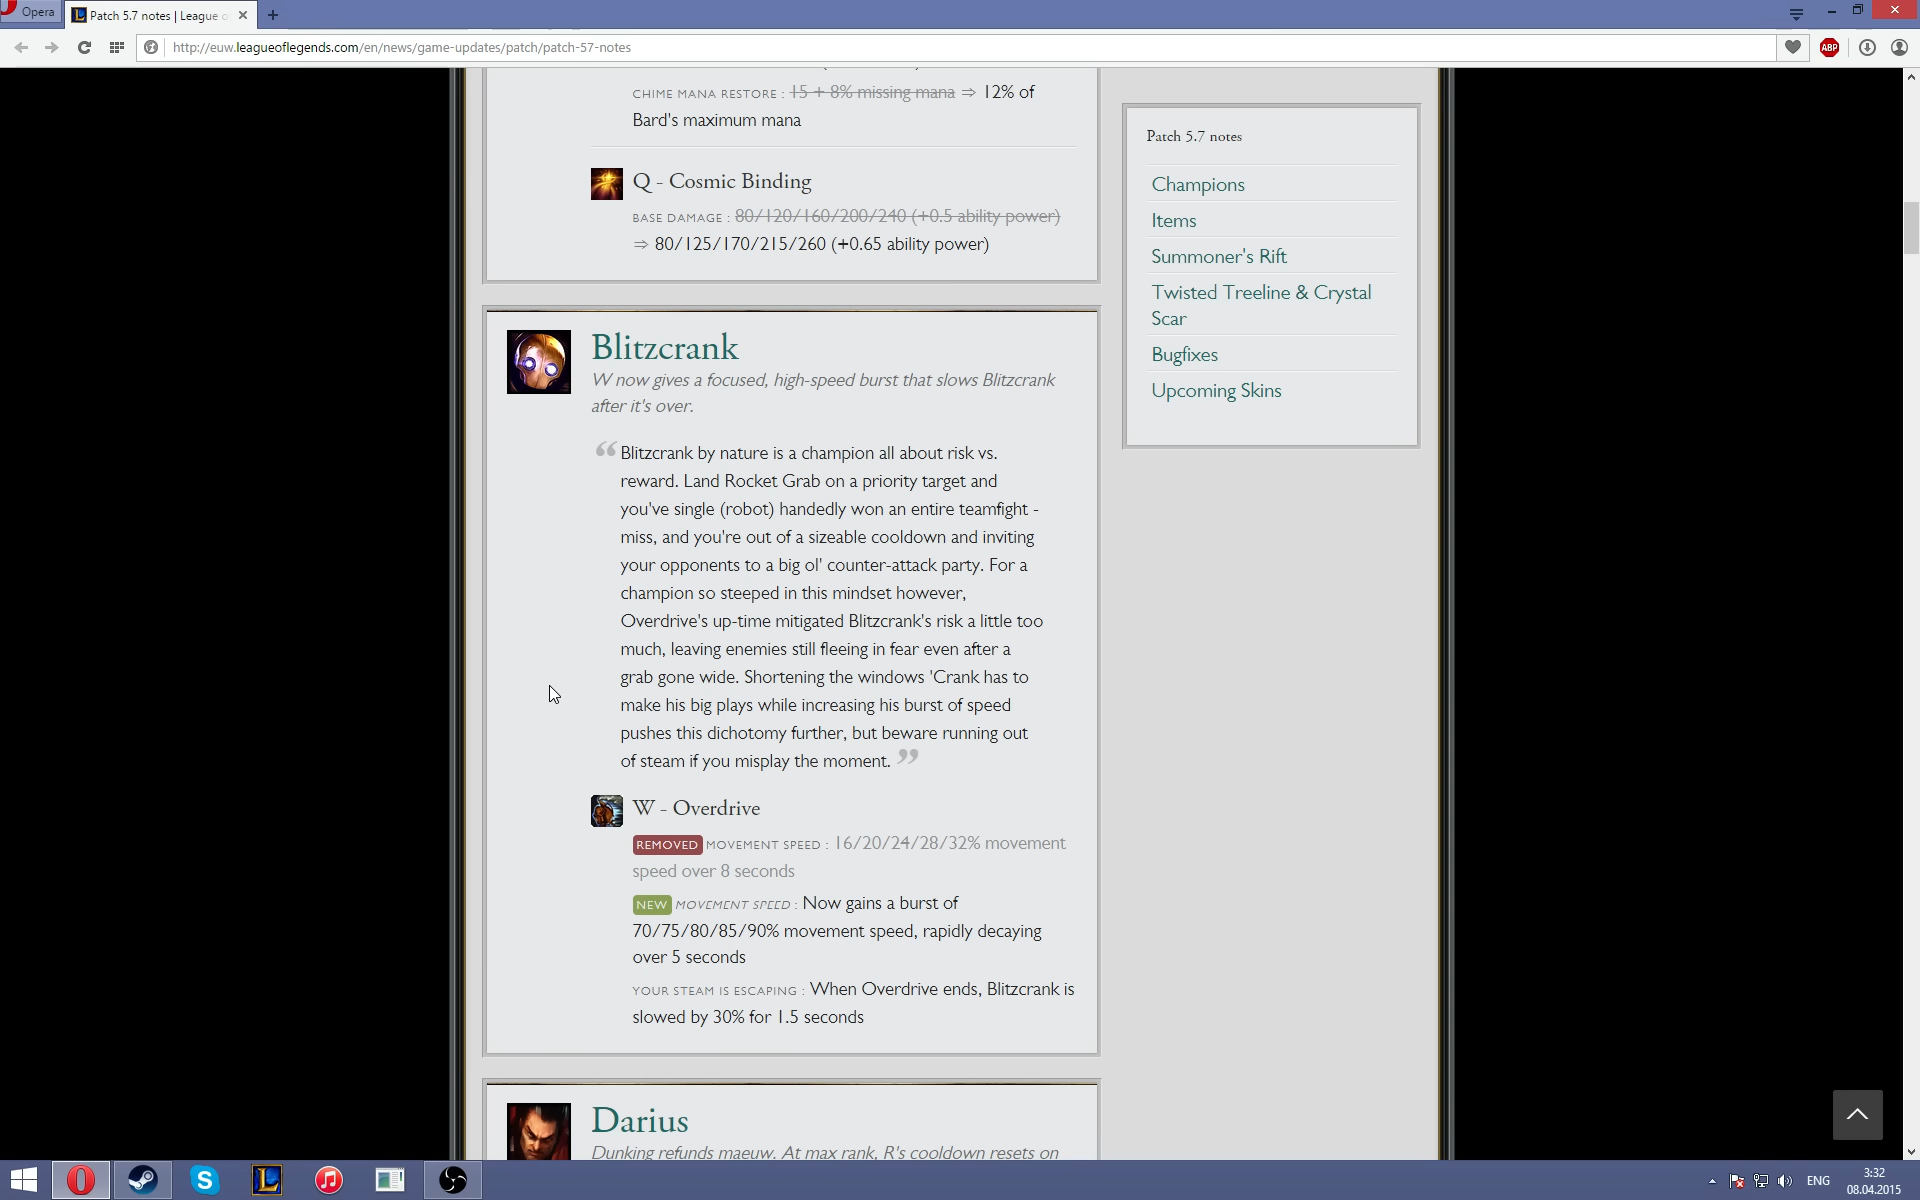 Opera
Patch 5.7 notes | League o
http://euw.leagueoflegends.com/en/news/game-updates/patch/patch-57-notes
ABP
CHIME MANA RESTORE : 15 + 8% missing mana ⇒ 12% of
Bard's maximum mana
Q - Cosmic Binding
BASE DAMAGE : 80/120/160/200/240 (+0.5 ability power)
⇒ 80/125/170/215/260 (+0.65 ability power)
Blitzcrank
W now gives a focused, high-speed burst that slows Blitzcrank
after it's over.
“ Blitzcrank by nature is a champion all about risk vs.
reward. Land Rocket Grab on a priority target and
you've single (robot) handedly won an entire teamfight -
miss, and you're out of a sizeable cooldown and inviting
your opponents to a big ol' counter-attack party. For a
champion so steeped in this mindset however,
Overdrive's up-time mitigated Blitzcrank's risk a little too
much, leaving enemies still fleeing in fear even after a
grab gone wide. Shortening the windows 'Crank has to
make his big plays while increasing his burst of speed
pushes this dichotomy further, but beware running out
of steam if you misplay the moment. ”
W - Overdrive
REMOVED MOVEMENT SPEED : 16/20/24/28/32% movement
speed over 8 seconds
NEW MOVEMENT SPEED : Now gains a burst of
70/75/80/85/90% movement speed, rapidly decaying
over 5 seconds
YOUR STEAM IS ESCAPING : When Overdrive ends, Blitzcrank is
slowed by 30% for 1.5 seconds
Darius
Dunking refunds maeuw. At max rank, R's cooldown resets on
Patch 5.7 notes
Champions
Items
Summoner's Rift
Twisted Treeline & Crystal
Scar
Bugfixes
Upcoming Skins
ENG
3:32
08.04.2015